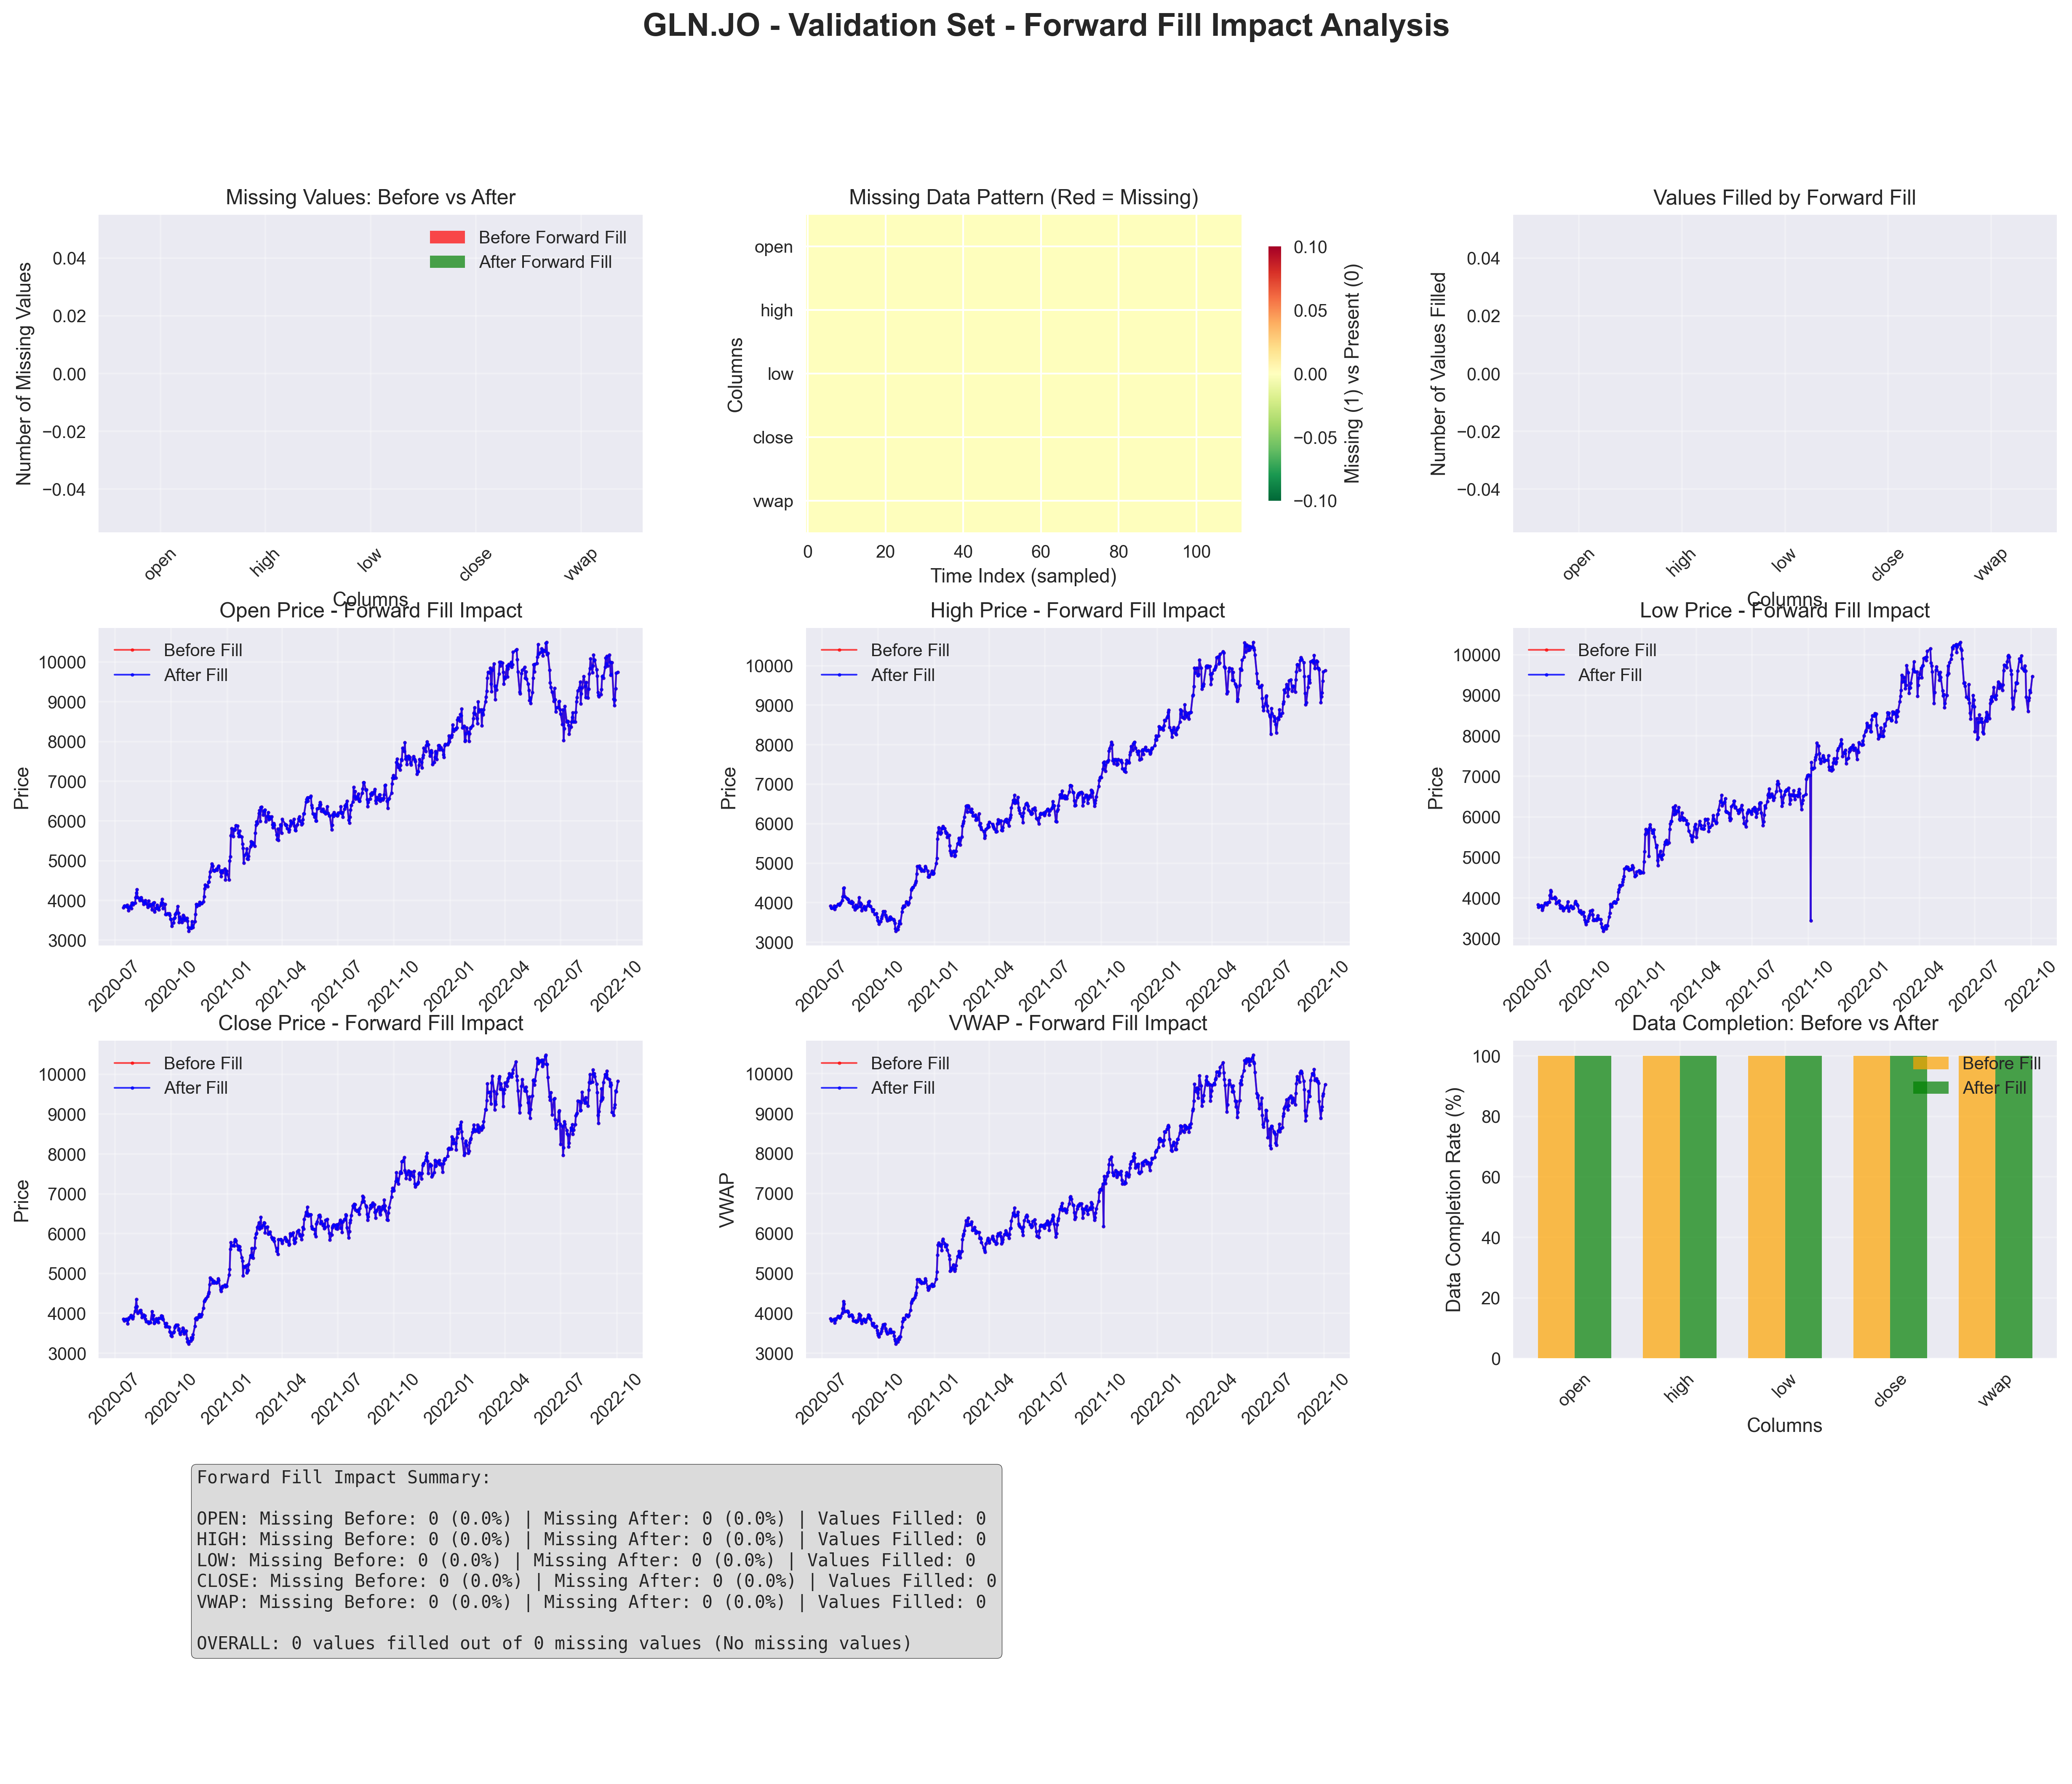 GLN.JO - Validation Set - Forward Fill Impact Analysis
Missing Values: Before vs After
Number of Missing Values
0.04
0.02
0.00
−0.02
−0.04
Before Forward Fill
After Forward Fill
open
high
low
close
vwap
Columns
Missing Data Pattern (Red = Missing)
Columns
open
high
low
close
vwap
0
20
40
60
80
100
Time Index (sampled)
0.10
0.05
0.00
−0.05
−0.10
Missing (1) vs Present (0)
Values Filled by Forward Fill
Number of Values Filled
0.04
0.02
0.00
−0.02
−0.04
open
high
low
close
vwap
Columns
Open Price - Forward Fill Impact
Price
10000
9000
8000
7000
6000
5000
4000
3000
Before Fill
After Fill
2020-07
2020-10
2021-01
2021-04
2021-07
2021-10
2022-01
2022-04
2022-07
2022-10
High Price - Forward Fill Impact
Price
10000
9000
8000
7000
6000
5000
4000
3000
Before Fill
After Fill
2020-07
2020-10
2021-01
2021-04
2021-07
2021-10
2022-01
2022-04
2022-07
2022-10
Low Price - Forward Fill Impact
Price
10000
9000
8000
7000
6000
5000
4000
3000
Before Fill
After Fill
2020-07
2020-10
2021-01
2021-04
2021-07
2021-10
2022-01
2022-04
2022-07
2022-10
Close Price - Forward Fill Impact
Price
10000
9000
8000
7000
6000
5000
4000
3000
Before Fill
After Fill
2020-07
2020-10
2021-01
2021-04
2021-07
2021-10
2022-01
2022-04
2022-07
2022-10
VWAP - Forward Fill Impact
VWAP
10000
9000
8000
7000
6000
5000
4000
3000
Before Fill
After Fill
2020-07
2020-10
2021-01
2021-04
2021-07
2021-10
2022-01
2022-04
2022-07
2022-10
Data Completion: Before vs After
Data Completion Rate (%)
100
80
60
40
20
0
Before Fill
After Fill
open
high
low
close
vwap
Columns
Forward Fill Impact Summary:
OPEN: Missing Before: 0 (0.0%) | Missing After: 0 (0.0%) | Values Filled: 0
HIGH: Missing Before: 0 (0.0%) | Missing After: 0 (0.0%) | Values Filled: 0
LOW: Missing Before: 0 (0.0%) | Missing After: 0 (0.0%) | Values Filled: 0
CLOSE: Missing Before: 0 (0.0%) | Missing After: 0 (0.0%) | Values Filled: 0
VWAP: Missing Before: 0 (0.0%) | Missing After: 0 (0.0%) | Values Filled: 0
OVERALL: 0 values filled out of 0 missing values (No missing values)